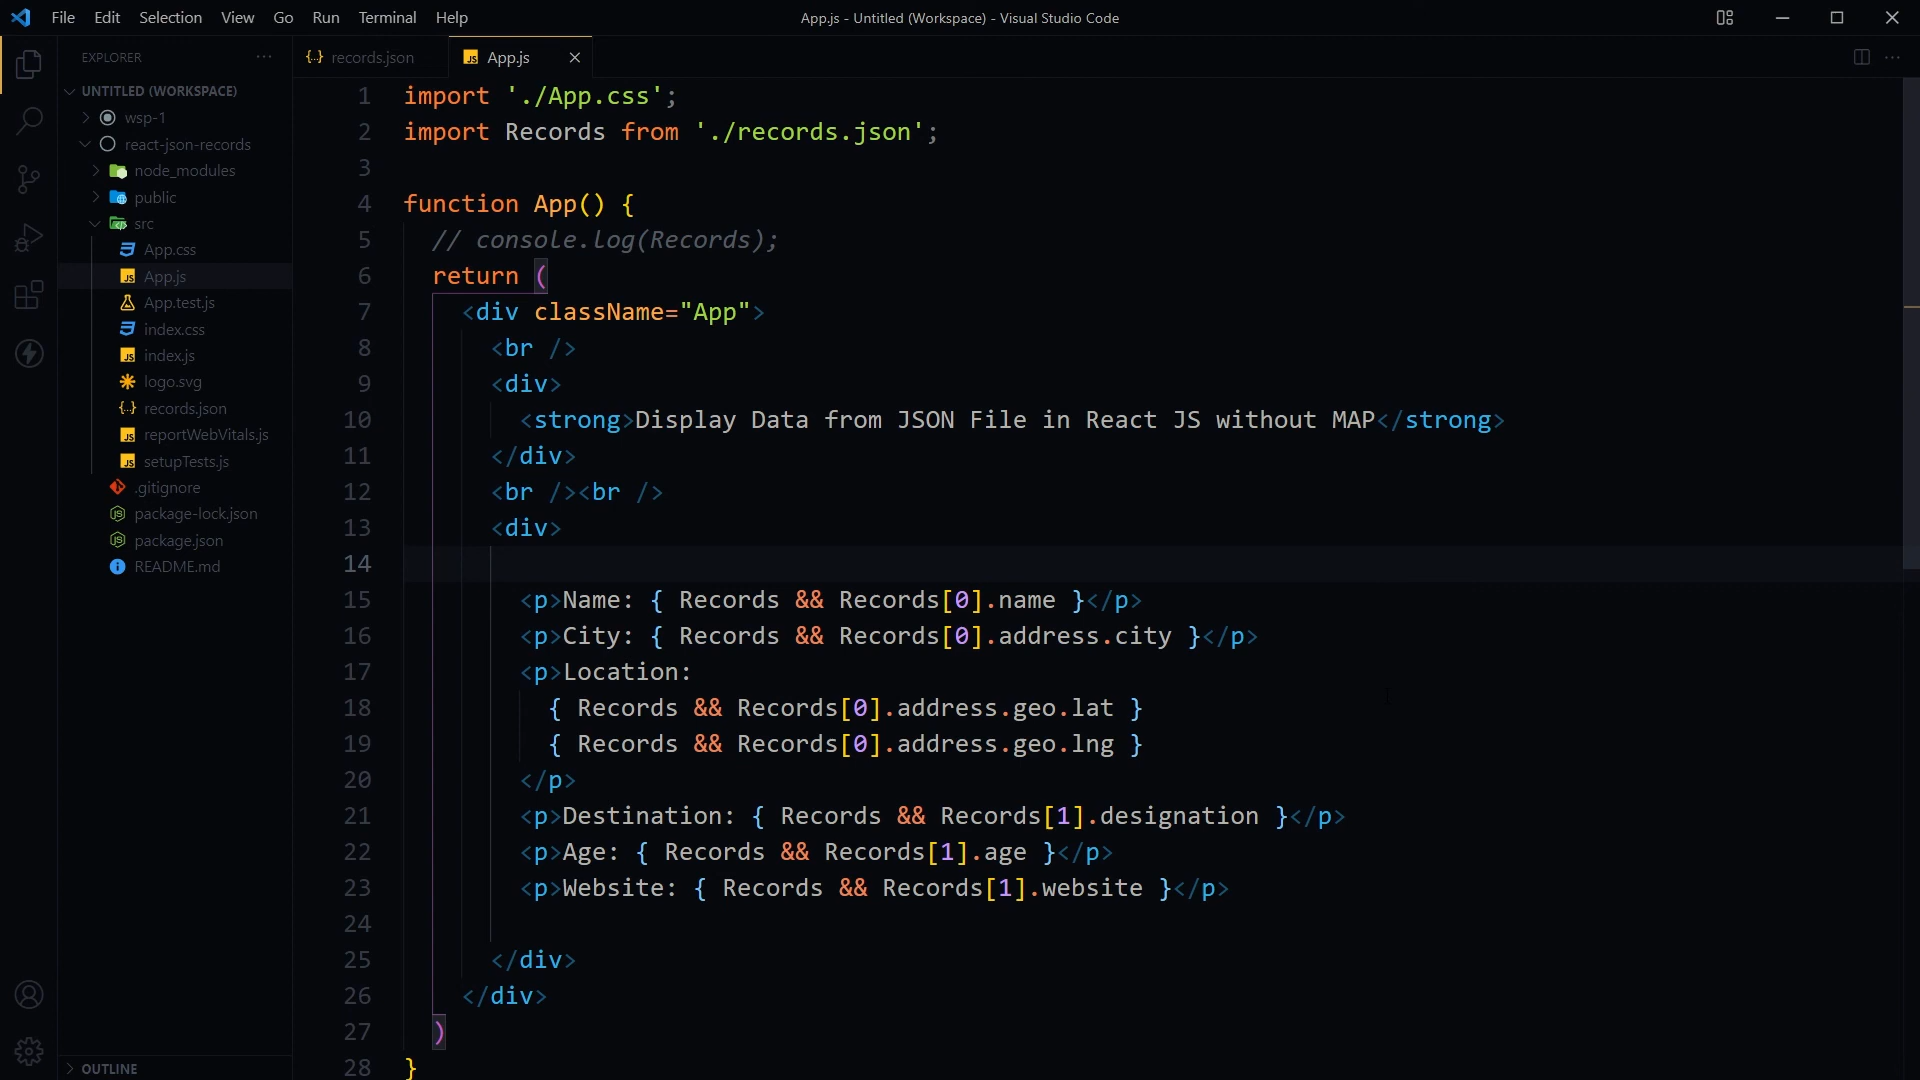 File Edit Selection View Go Run Terminal Help
App.js - Untitled (Workspace) - Visual Studio Code
EXPLORER
UNTITLED (WORKSPACE)
wsp-1
react-json-records
node_modules
public
src
App.css
App.js
App.test.js
index.css
index.js
logo.svg
records.json
reportWebVitals.js
setupTests.js
.gitignore
package-lock.json
package.json
README.md
OUTLINE
records.json
App.js
1 import './App.css';
2 import Records from './records.json';
3
4 function App() {
5 // console.log(Records);
6 return (
7 <div className="App">
8 <br />
9 <div>
10 <strong>Display Data from JSON File in React JS without MAP</strong>
11 </div>
12 <br /><br />
13 <div>
14
15 <p>Name: { Records && Records[0].name }</p>
16 <p>City: { Records && Records[0].address.city }</p>
17 <p>Location:
18 { Records && Records[0].address.geo.lat }
19 { Records && Records[0].address.geo.lng }
20 </p>
21 <p>Destination: { Records && Records[1].designation }</p>
22 <p>Age: { Records && Records[1].age }</p>
23 <p>Website: { Records && Records[1].website }</p>
24
25 </div>
26 </div>
27 )
28 }